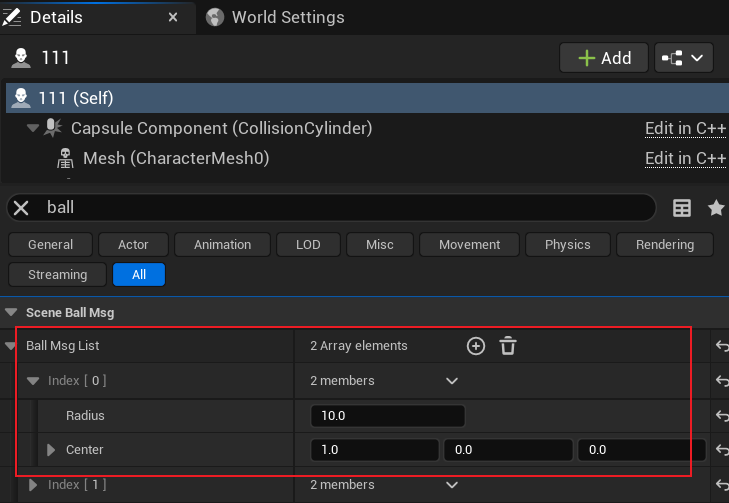 Details × World Settings
111 + Add
111 (Self)
Capsule Component (CollisionCylinder) Edit in C++
Mesh (CharacterMesh0) Edit in C++
ball
General Actor Animation LOD Misc Movement Physics Rendering
Streaming All
Scene Ball Msg
Ball Msg List 2 Array elements
Index [ 0 ] 2 members
Radius 10.0
Center 1.0 0.0 0.0
Index [ 1 ] 2 members